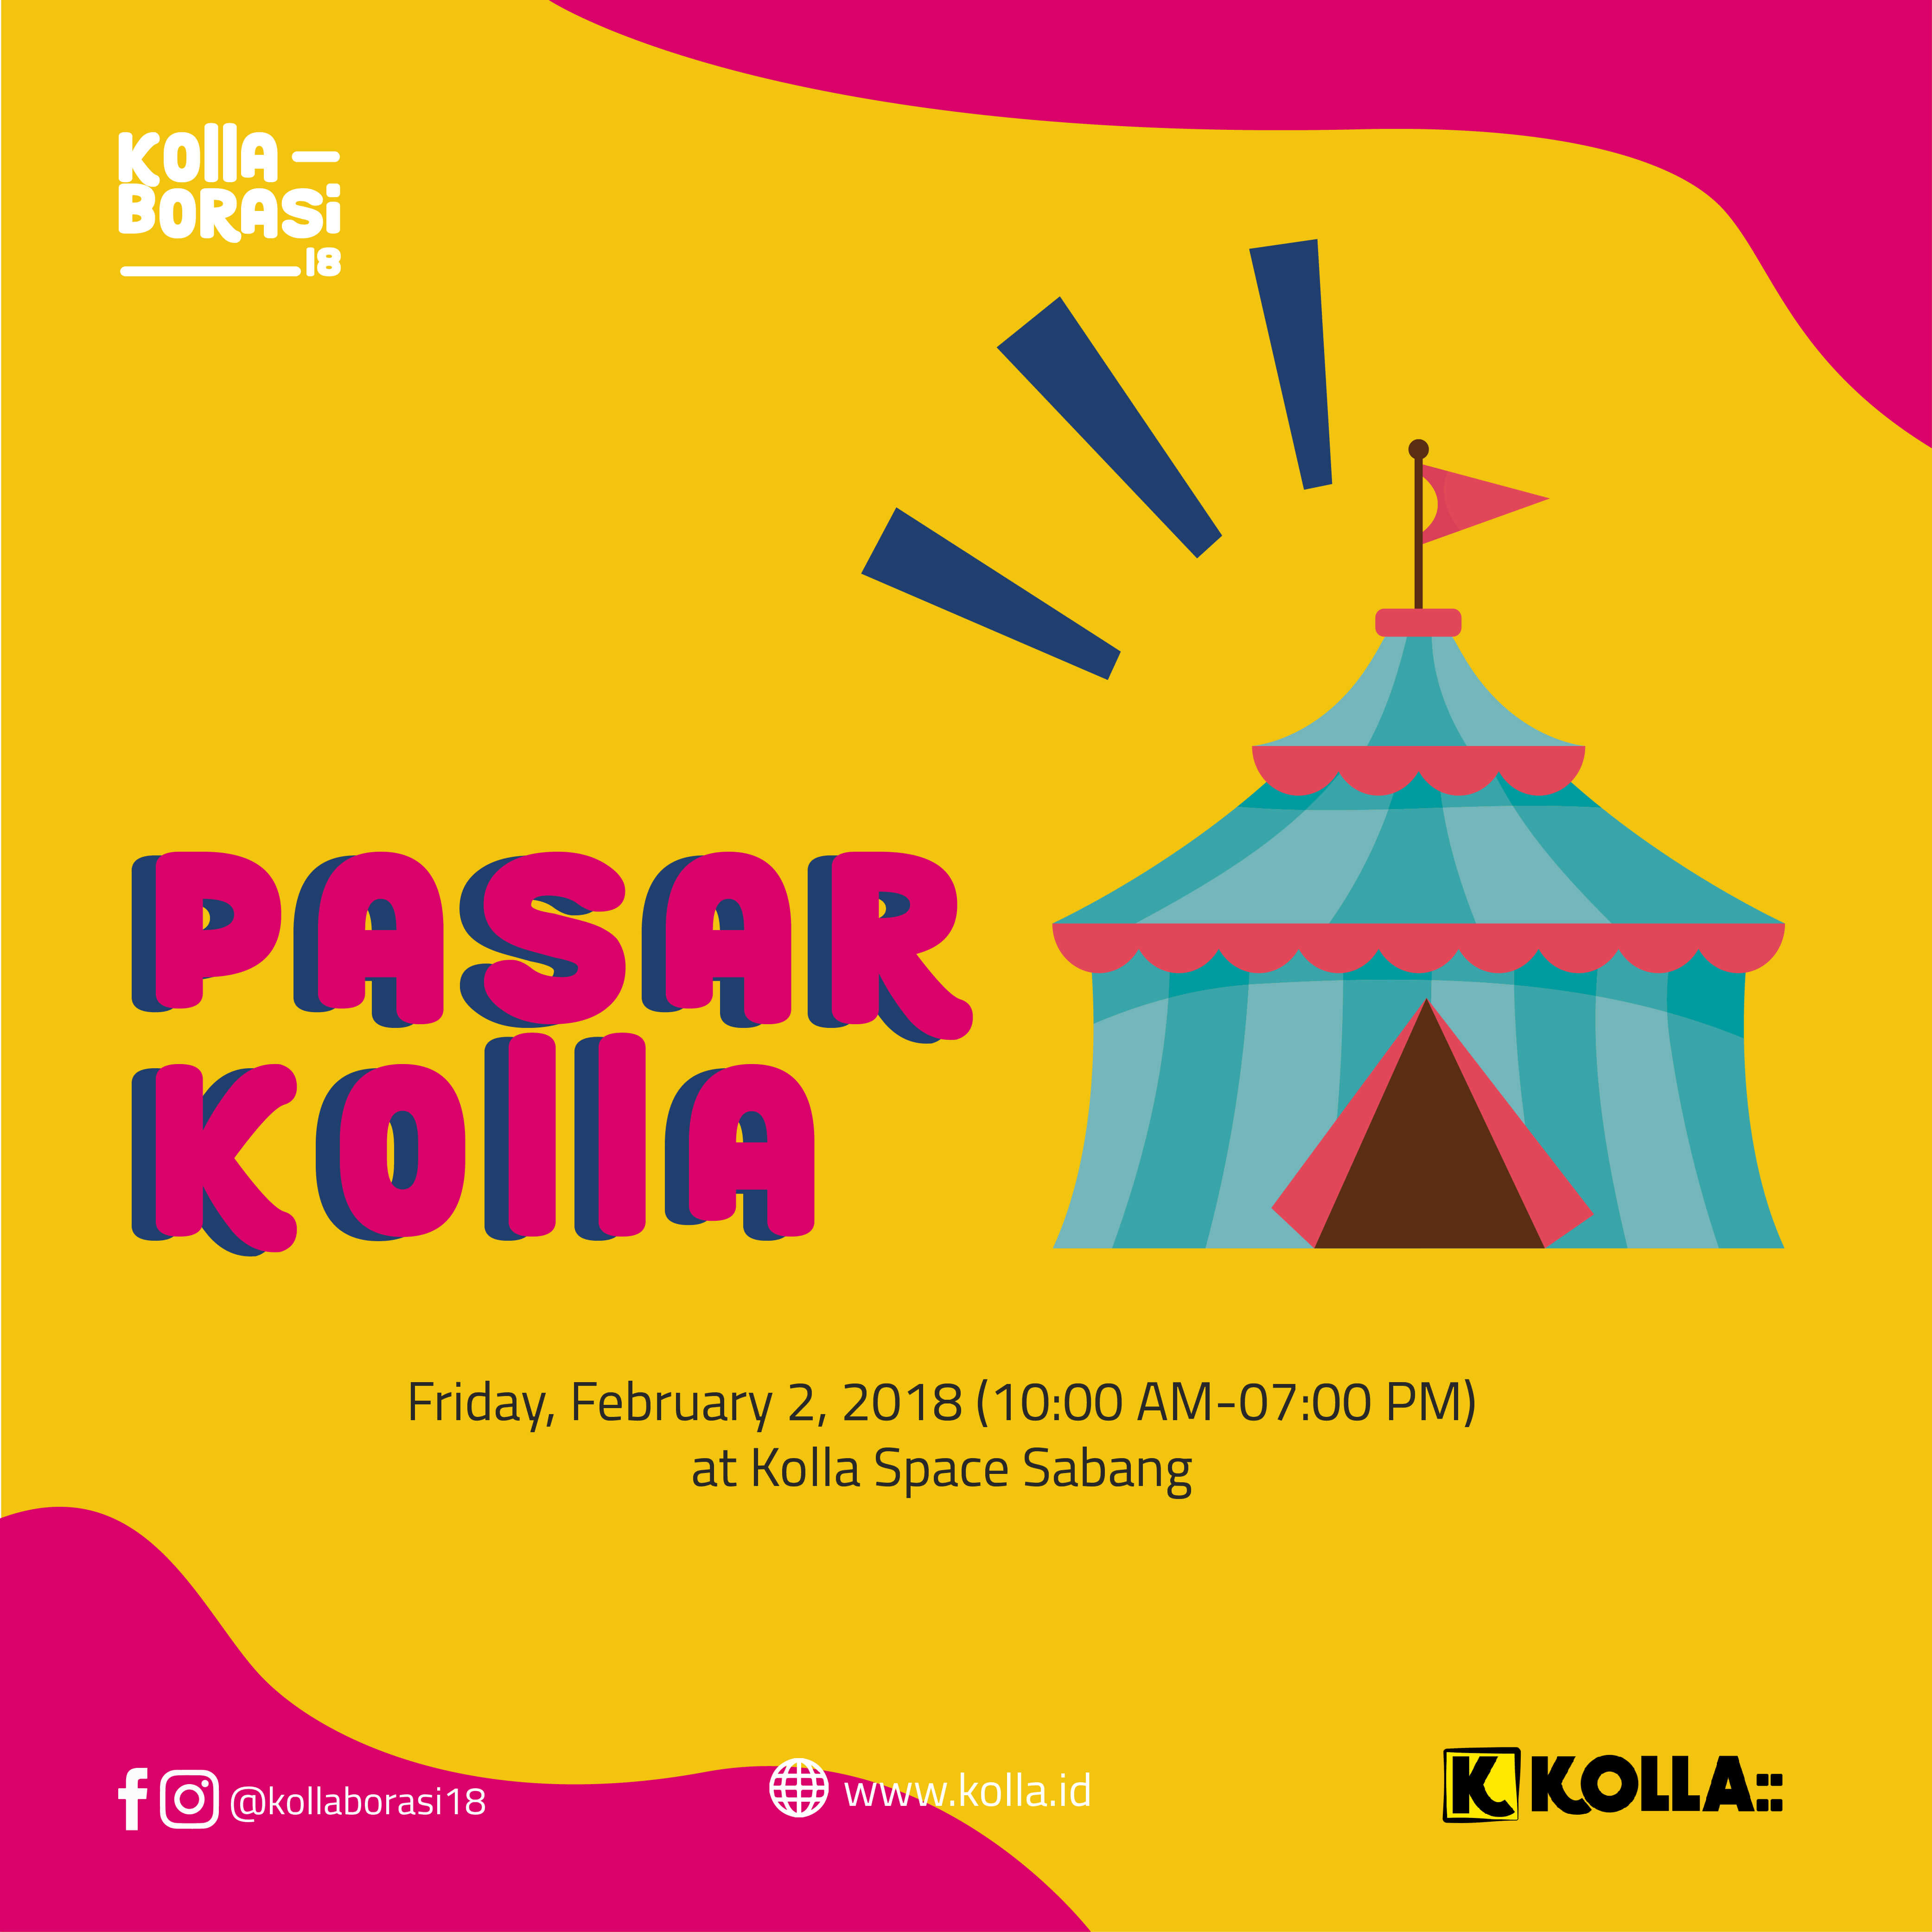 Kolla —
BORASi
18
PASAR
Kolla
Friday, February 2, 2018 (10:00 AM-07:00 PM)
at Kolla Space Sabang
@kollaborasi18
www.kolla.id
K KOLLA::